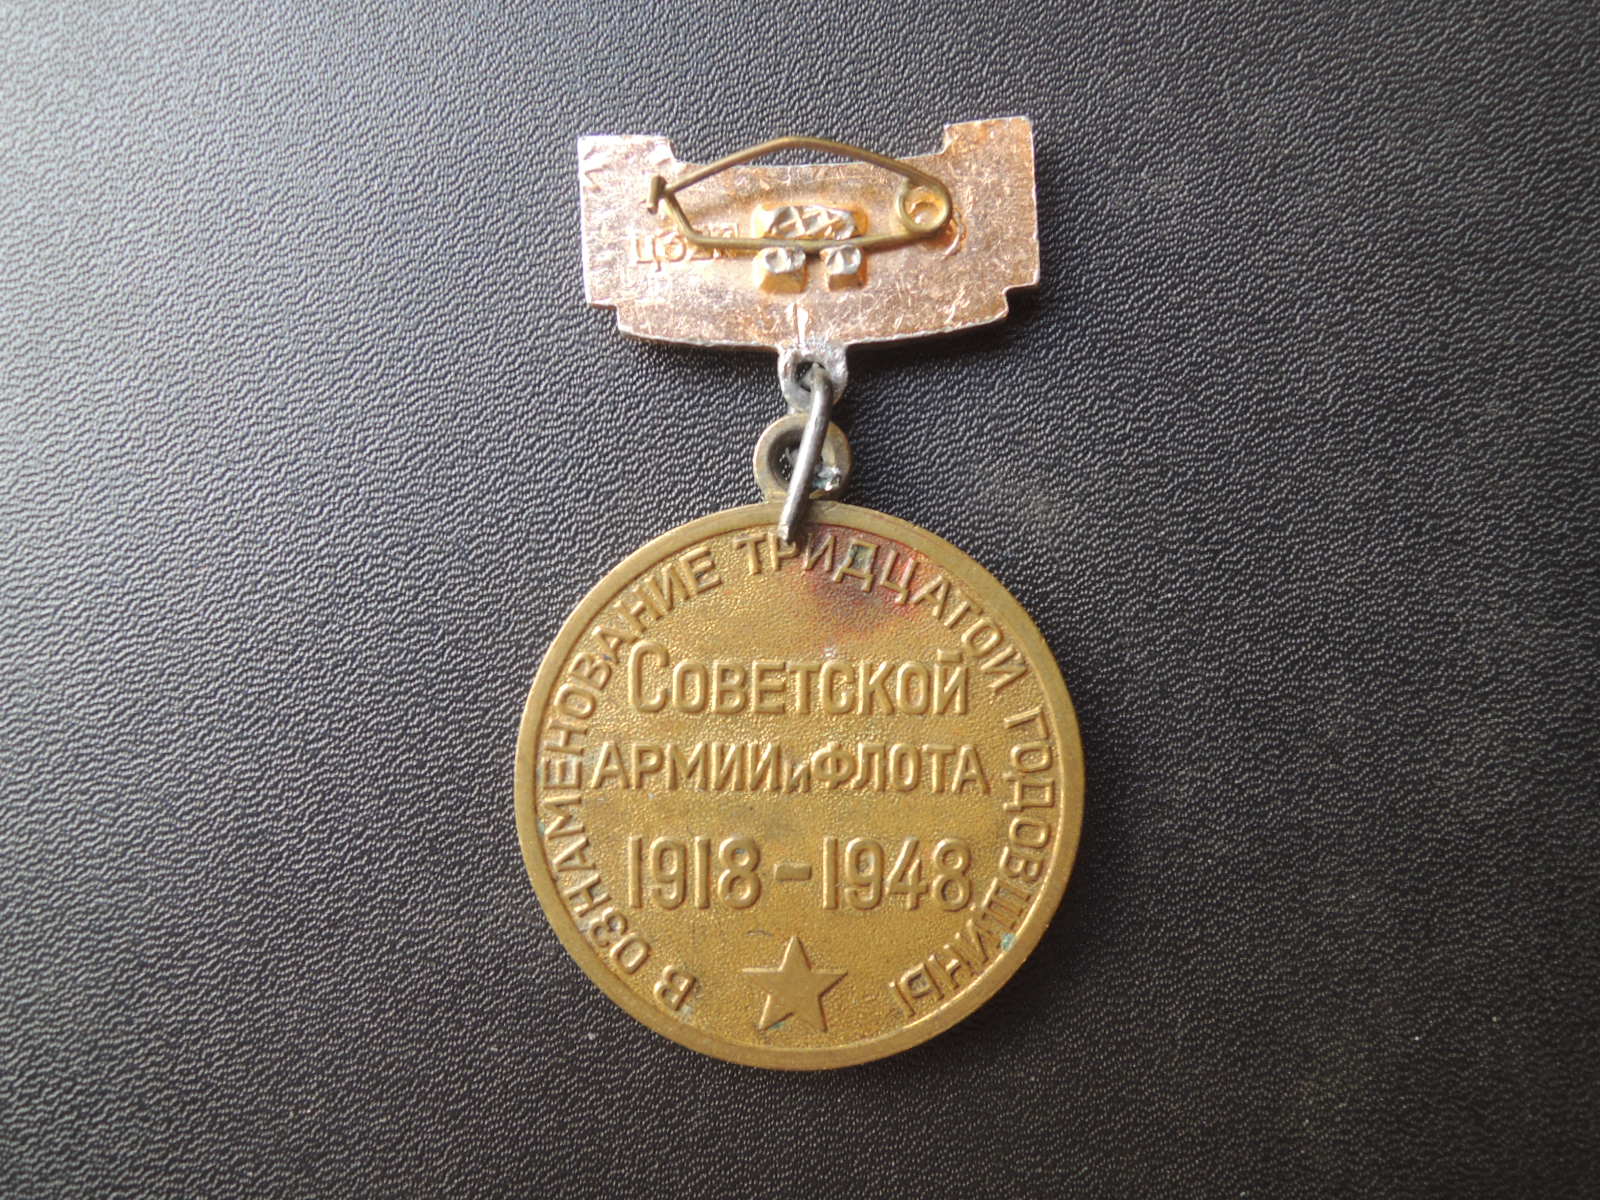 В ОЗНАМЕНОВАНИЕ ТРИДЦАТОЙ ГОДОВЩИНЫ
СОВЕТСКОЙ
АРМИИ и ФЛОТА
1918-1948